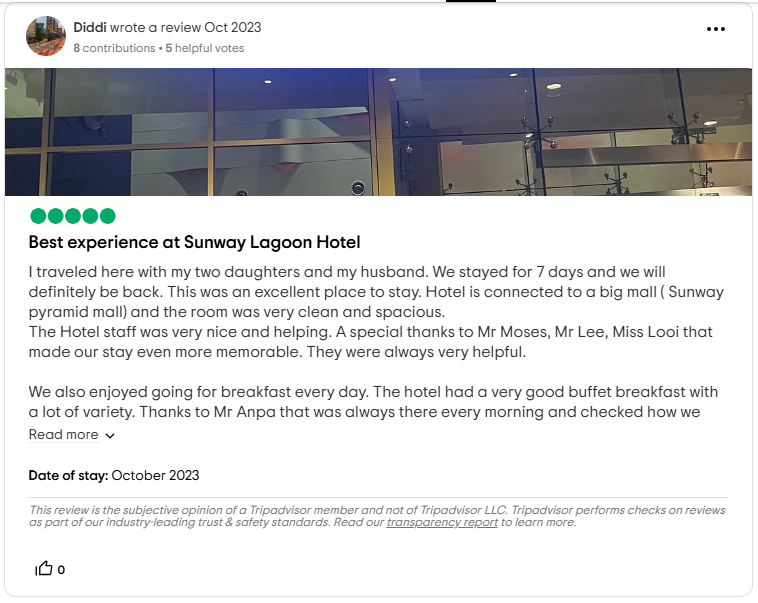 Diddi wrote a review Oct 2023
8 contributions • 5 helpful votes
Best experience at Sunway Lagoon Hotel
I traveled here with my two daughters and my husband. We stayed for 7 days and we will
definitely be back. This was an excellent place to stay. Hotel is connected to a big mall ( Sunway
pyramid mall) and the room was very clean and spacious.
The Hotel staff was very nice and helping. A special thanks to Mr Moses, Mr Lee, Miss Looi that
made our stay even more memorable. They were always very helpful.
We also enjoyed going for breakfast every day. The hotel had a very good buffet breakfast with
a lot of variety. Thanks to Mr Anpa that was always there every morning and checked how we
Read more
Date of stay: October 2023
This review is the subjective opinion of a Tripadvisor member and not of Tripadvisor LLC. Tripadvisor performs checks on reviews
as part of our industry-leading trust & safety standards. Read our transparency report to learn more.
0